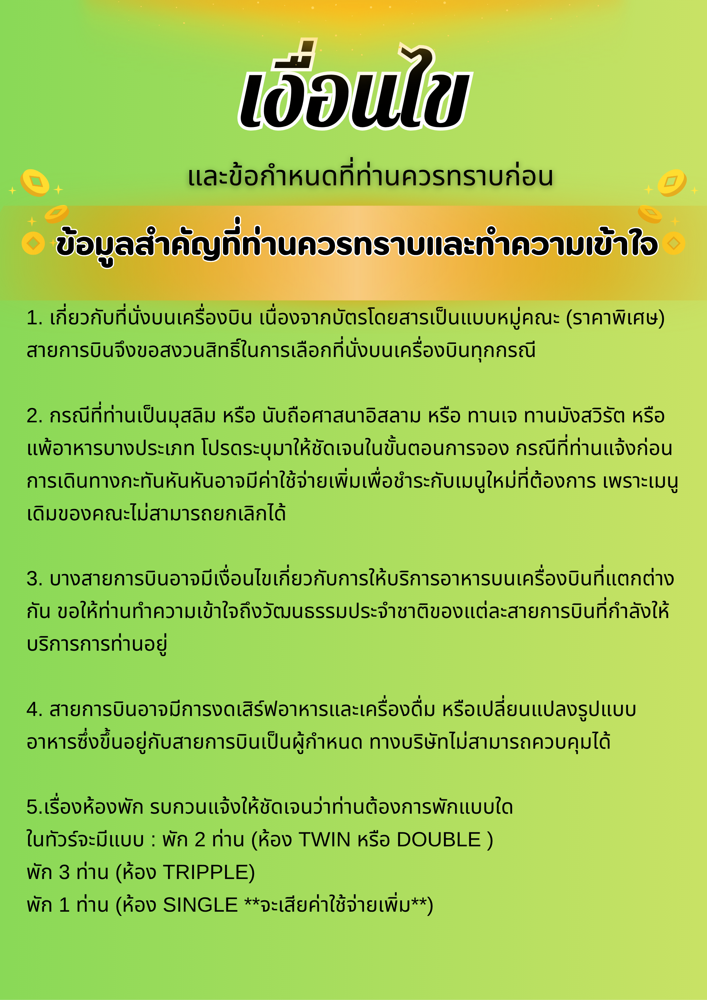 เงื่อนไข
และข้อกำหนดที่ท่านควรทราบก่อน
ข้อมูลสำคัญที่ท่านควรทราบและทำความเข้าใจ
1. เกี่ยวกับที่นั่งบนเครื่องบิน เนื่องจากบัตรโดยสารเป็นแบบหมู่คณะ (ราคาพิเศษ)
สายการบินจึงขอสงวนสิทธิ์ในการเลือกที่นั่งบนเครื่องบินทุกกรณี
2. กรณีที่ท่านเป็นมุสลิม หรือ นับถือศาสนาอิสลาม หรือ ทานเจ ทานมังสวิรัต หรือ
แพ้อาหารบางประเภท โปรดระบุมาให้ชัดเจนในขั้นตอนการจอง กรณีที่ท่านแจ้งก่อน
การเดินทางกะทันหันหันอาจมีค่าใช้จ่ายเพิ่มเพื่อชำระกับเมนูใหม่ที่ต้องการ เพราะเมนู
เดิมของคณะไม่สามารถยกเลิกได้
3. บางสายการบินอาจมีเงื่อนไขเกี่ยวกับการให้บริการอาหารบนเครื่องบินที่แตกต่าง
กัน ขอให้ท่านทำความเข้าใจถึงวัฒนธรรมประจำชาติของแต่ละสายการบินที่กำลังให้
บริการการท่านอยู่
4. สายการบินอาจมีการงดเสิร์ฟอาหารและเครื่องดื่ม หรือเปลี่ยนแปลงรูปแบบ
อาหารซึ่งขึ้นอยู่กับสายการบินเป็นผู้กำหนด ทางบริษัทไม่สามารถควบคุมได้
5.เรื่องห้องพัก รบกวนแจ้งให้ชัดเจนว่าท่านต้องการพักแบบใด
ในทัวร์จะมีแบบ : พัก 2 ท่าน (ห้อง TWIN หรือ DOUBLE )
พัก 3 ท่าน (ห้อง TRIPPLE)
พัก 1 ท่าน (ห้อง SINGLE **จะเสียค่าใช้จ่ายเพิ่ม**)